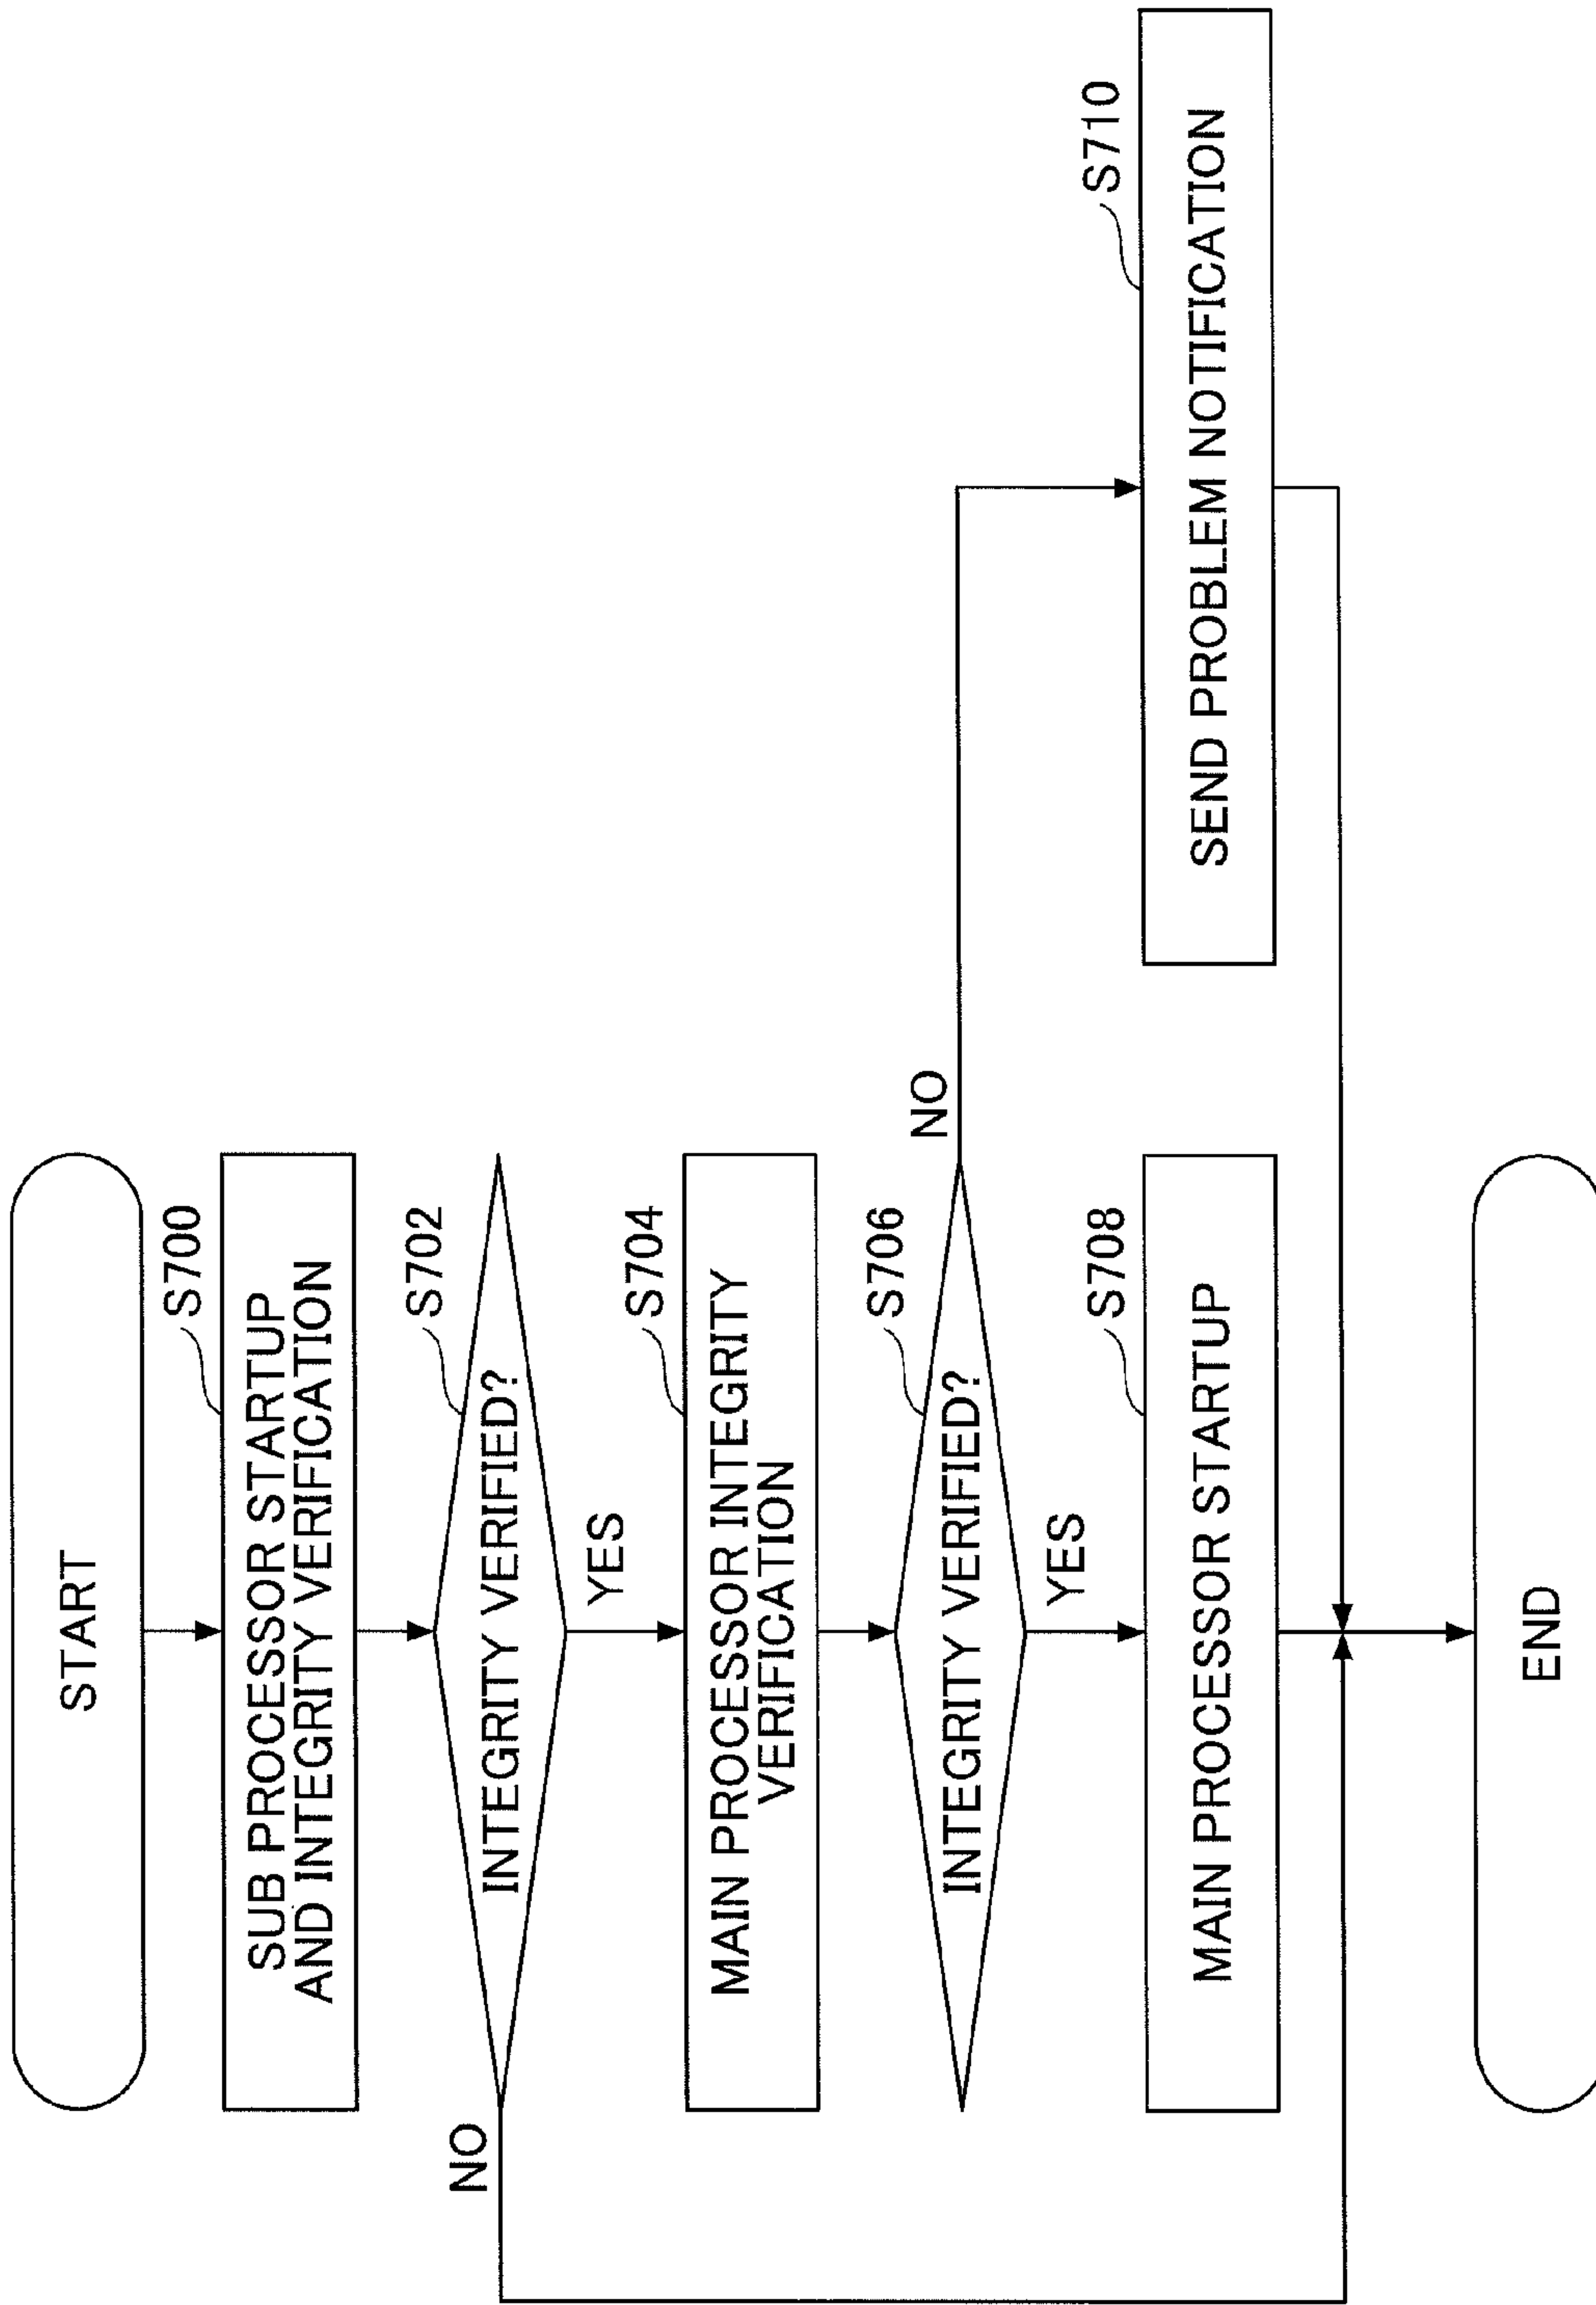 START
S700
SUB PROCESSOR STARTUP
AND INTEGRITY VERIFICATION
S702
INTEGRITY VERIFIED?
NO
YES
S704
MAIN PROCESSOR INTEGRITY
VERIFICATION
S706
INTEGRITY VERIFIED?
NO
YES
S708
MAIN PROCESSOR STARTUP
S710
SEND PROBLEM NOTIFICATION
END